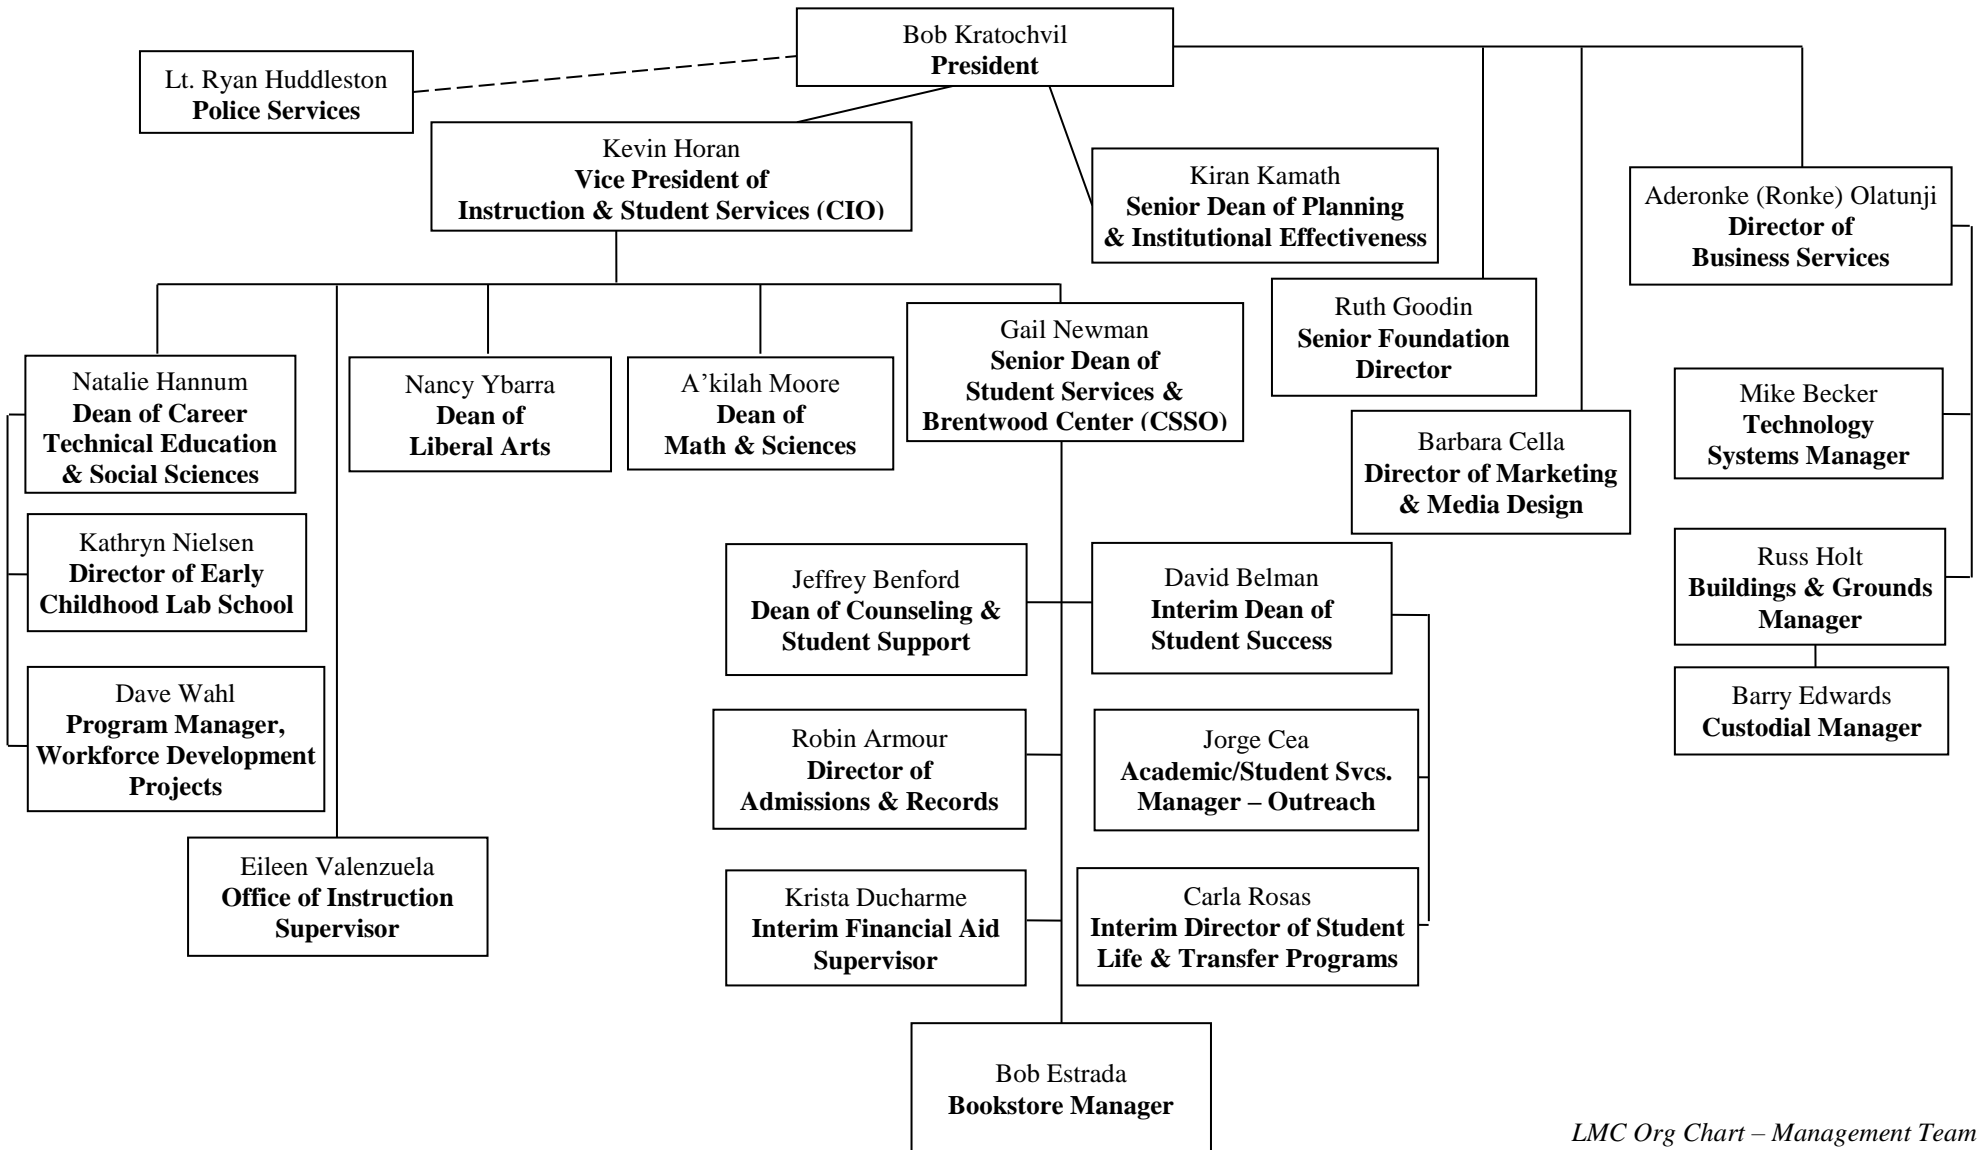 Bob Kratochvil
President
Lt. Ryan Huddleston
Police Services
Kevin Horan
Vice President of
Instruction & Student Services (CIO)
Kiran Kamath
Senior Dean of Planning
& Institutional Effectiveness
Aderonke (Ronke) Olatunji
Director of
Business Services
Ruth Goodin
Senior Foundation
Director
Gail Newman
Senior Dean of
Student Services &
Brentwood Center (CSSO)
Natalie Hannum
Dean of Career
Technical Education
& Social Sciences
Nancy Ybarra
Dean of
Liberal Arts
A’kilah Moore
Dean of
Math & Sciences
Barbara Cella
Director of Marketing
& Media Design
Mike Becker
Technology
Systems Manager
Kathryn Nielsen
Director of Early
Childhood Lab School
Jeffrey Benford
Dean of Counseling &
Student Support
David Belman
Interim Dean of
Student Success
Russ Holt
Buildings & Grounds
Manager
Dave Wahl
Program Manager,
Workforce Development
Projects
Robin Armour
Director of
Admissions & Records
Jorge Cea
Academic/Student Svcs.
Manager – Outreach
Barry Edwards
Custodial Manager
Eileen Valenzuela
Office of Instruction
Supervisor
Krista Ducharme
Interim Financial Aid
Supervisor
Carla Rosas
Interim Director of Student
Life & Transfer Programs
Bob Estrada
Bookstore Manager
LMC Org Chart – Management Team